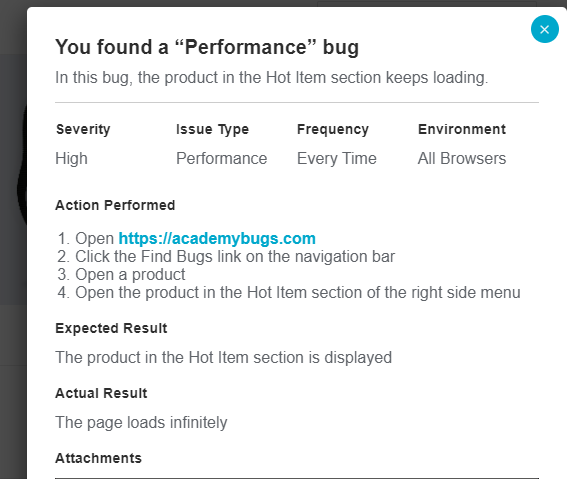 You found a “Performance” bug
In this bug, the product in the Hot Item section keeps loading.
Severity Issue Type Frequency Environment
High Performance Every Time All Browsers
Action Performed
1. Open https://academybugs.com
2. Click the Find Bugs link on the navigation bar
3. Open a product
4. Open the product in the Hot Item section of the right side menu
Expected Result
The product in the Hot Item section is displayed
Actual Result
The page loads infinitely
Attachments